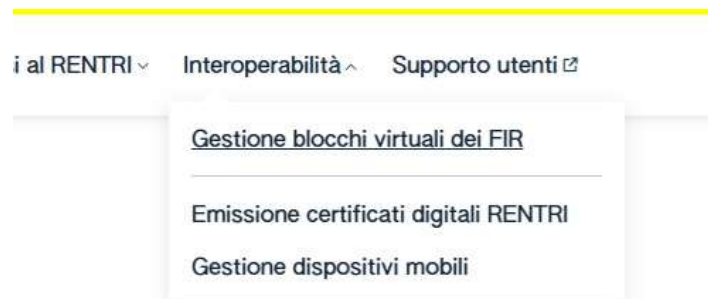 al RENTRI Interoperabilità Supporto utenti
Gestione blocchi virtuali dei FIR
Emissione certificati digitali RENTRI
Gestione dispositivi mobili